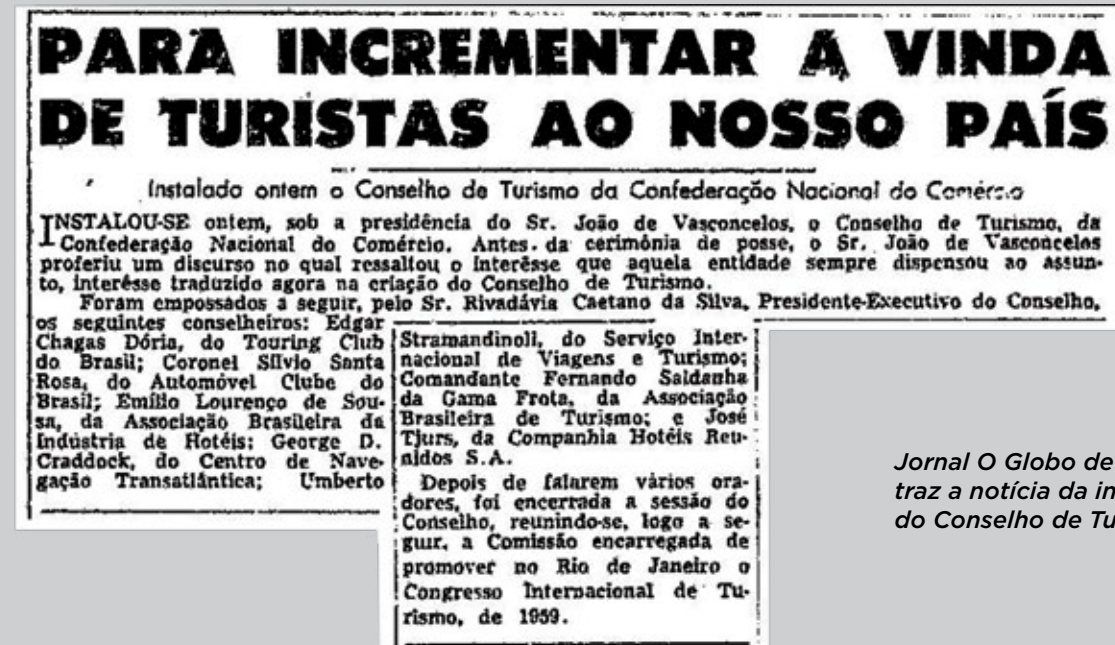 PARA INCREMENTAR A VINDA
DE TURISTAS AO NOSSO PAÍS
Instalado ontem o Conselho de Turismo da Confederação Nacional do Comércio
INSTALOU-SE ontem, sob a presidência do Sr. João de Vasconcelos, o Conselho de Turismo, da
Confederação Nacional do Comércio. Antes da cerimônia de posse, o Sr. João de Vasconcelos
proferiu um discurso no qual ressaltou o interêsse que aquela entidade sempre dispensou ao assun-
to, interêsse traduzido agora na criação do Conselho de Turismo.
Foram empossados a seguir, pelo Sr. Rivadávia Caetano da Silva, Presidente-Executivo do Conselho,
os seguintes conselheiros: Edgar
Chagas Dória, do Touring Club
do Brasil; Coronel Sílvio Santa
Rosa, do Automóvel Clube do
Brasil; Emílio Lourenço de Sou-
sa, da Associação Brasileira da
Indústria de Hotéis; George D.
Craddock, do Centro de Nave-
gação Transatlântica; Umberto
Stramandinoli, do Serviço Inter-
nacional de Viagens e Turismo;
Comandante Fernando Saldanha
da Gama Frota, da Associação
Brasileira de Turismo; e José
Tjurs, da Companhia Hotéis Reu-
nidos S.A.
Depois de falarem vários ora-
dores, foi encerrada a sessão do
Conselho, reunindo-se, logo a se-
guir, a Comissão encarregada de
promover no Rio de Janeiro o
Congresso Internacional de Tu-
rismo, de 1959.
Jornal O Globo de
traz a notícia da in
do Conselho de Tu